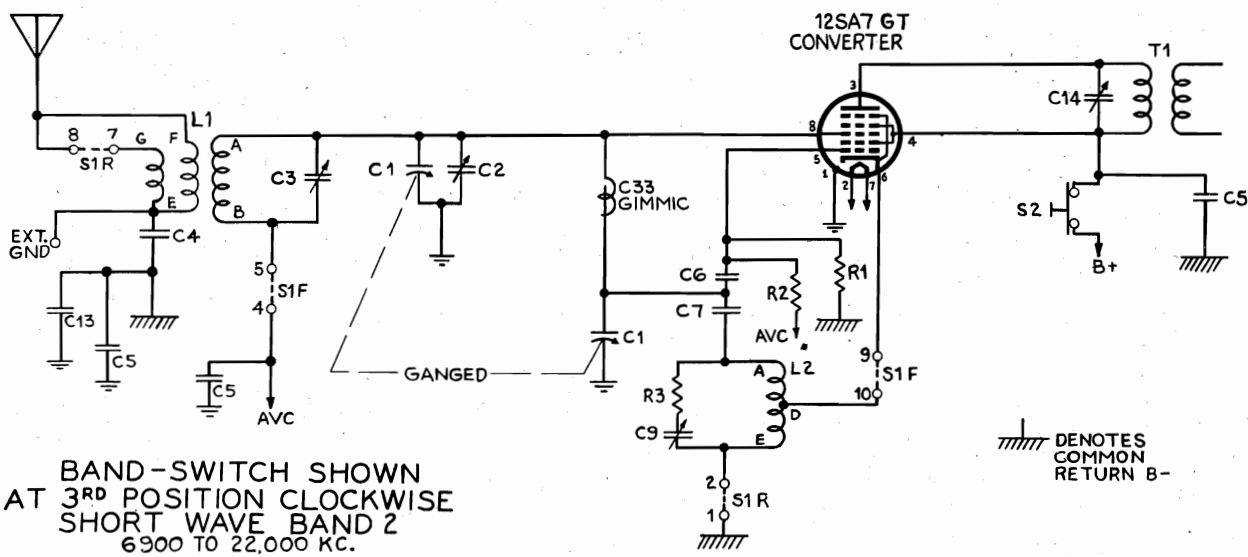 12SA7 GT
CONVERTER
T1
3
C14
8
5
4
1
2
7
6
L1
8
7
G
F
S1R
E
A
B
C3
C1
C2
C33
GIMMIC
C4
EXT.
GND
C13
C5
5
S1F
4
C5
AVC
GANGED
C1
C6
C7
R2
R1
AVC
A
L2
R3
D
C9
E
9
S1F
10
2
S1R
1
S2
B+
C5
DENOTES
COMMON
RETURN B-
BAND-SWITCH SHOWN
AT 3RD POSITION CLOCKWISE
SHORT WAVE BAND 2
6900 TO 22,000 KC.